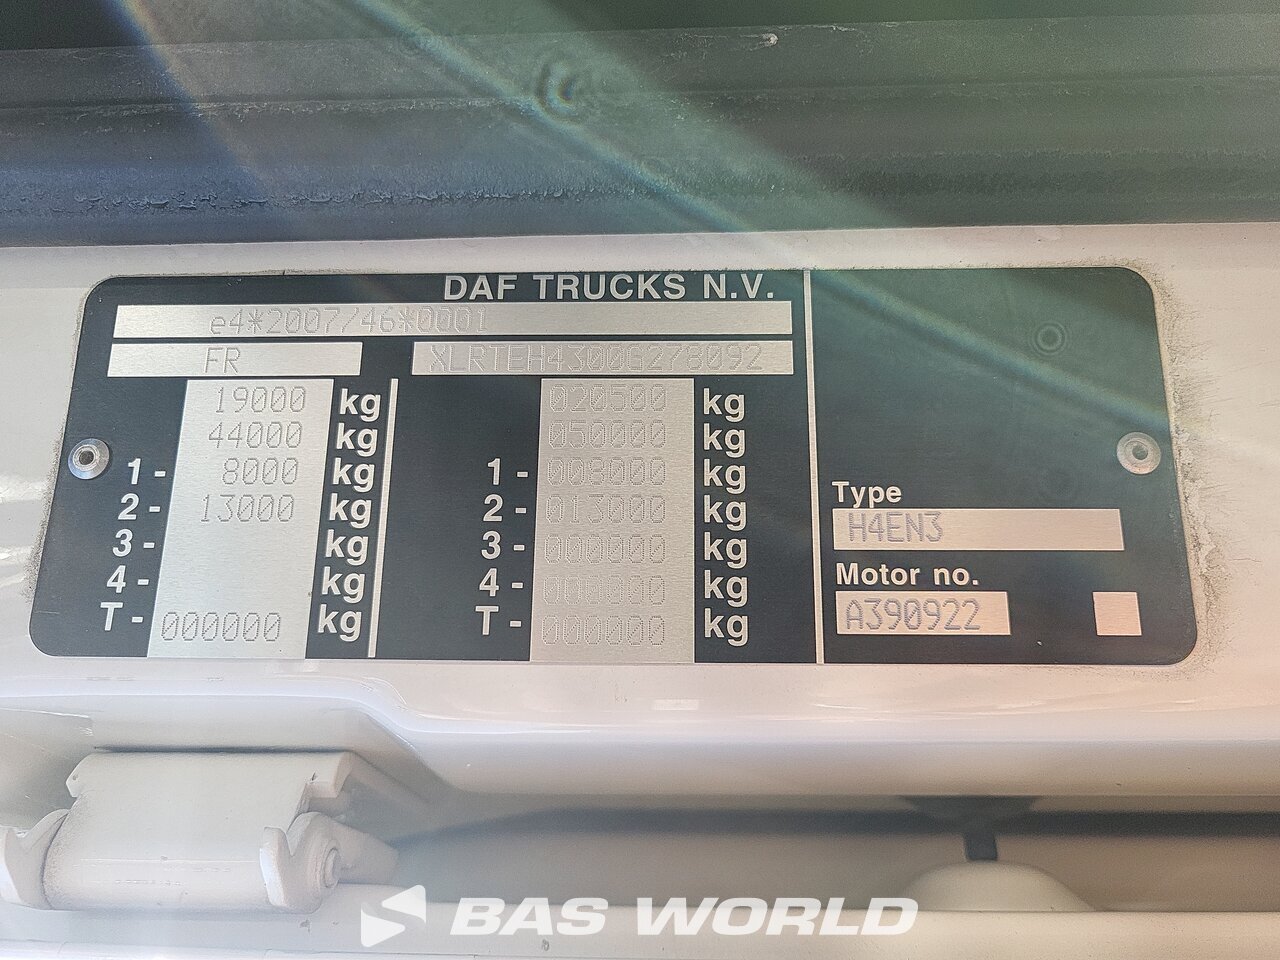 DAF TRUCKS N.V.
e4*2007/46*0001
FR XLRTEH4300G278092
19000 kg 020500 kg
44000 kg 050000 kg
1- 8000 kg 1- 008000 kg
2- 13000 kg 2- 013000 kg
3- kg 3- 000000 kg
4- kg 4- 000000 kg
T- 000000 kg T- 000000 kg
Type
H4EN3
Motor no.
A390922
BAS WORLD